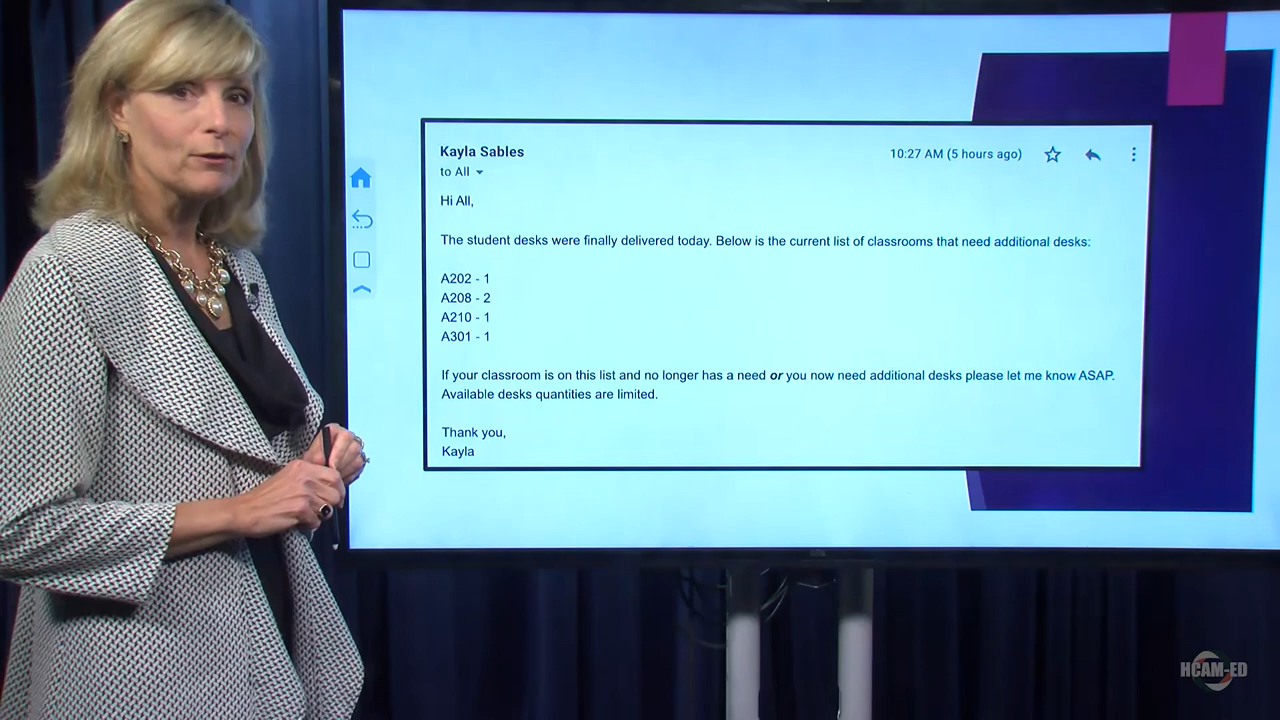 Kayla Sables
10:27 AM (5 hours ago)
to All
Hi All,
The student desks were finally delivered today. Below is the current list of classrooms that need additional desks:
A202 - 1
A208 - 2
A210 - 1
A301 - 1
If your classroom is on this list and no longer has a need or you now need additional desks please let me know ASAP.
Available desks quantities are limited.
Thank you,
Kayla
HCAM-ED